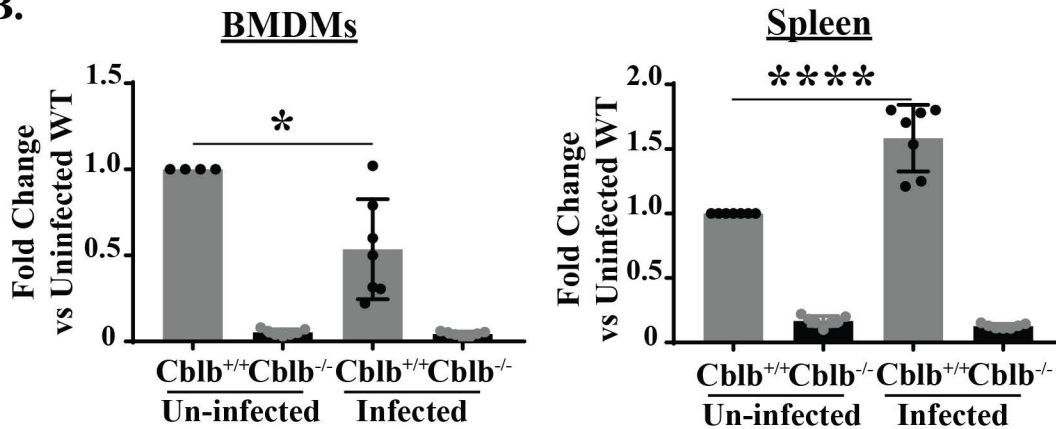 B.
BMDMs
Fold Change
vs Uninfected WT
1.5
1.0
0.5
0
*
Cblb+/+ Cblb-/- Cblb+/+ Cblb-/-
Un-infected Infected
Spleen
Fold Change
vs Uninfected WT
2.0
1.5
1.0
0.5
0
****
Cblb+/+ Cblb-/- Cblb+/+ Cblb-/-
Un-infected Infected